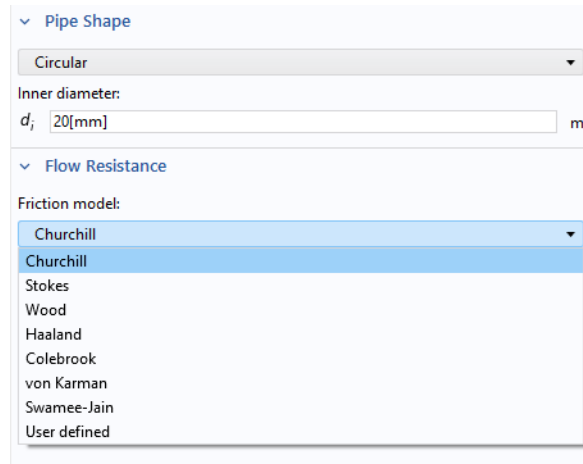 Pipe Shape
Circular
Inner diameter:
di 20[mm] m
Flow Resistance
Friction model:
Churchill
Churchill
Stokes
Wood
Haaland
Colebrook
von Karman
Swamee-Jain
User defined